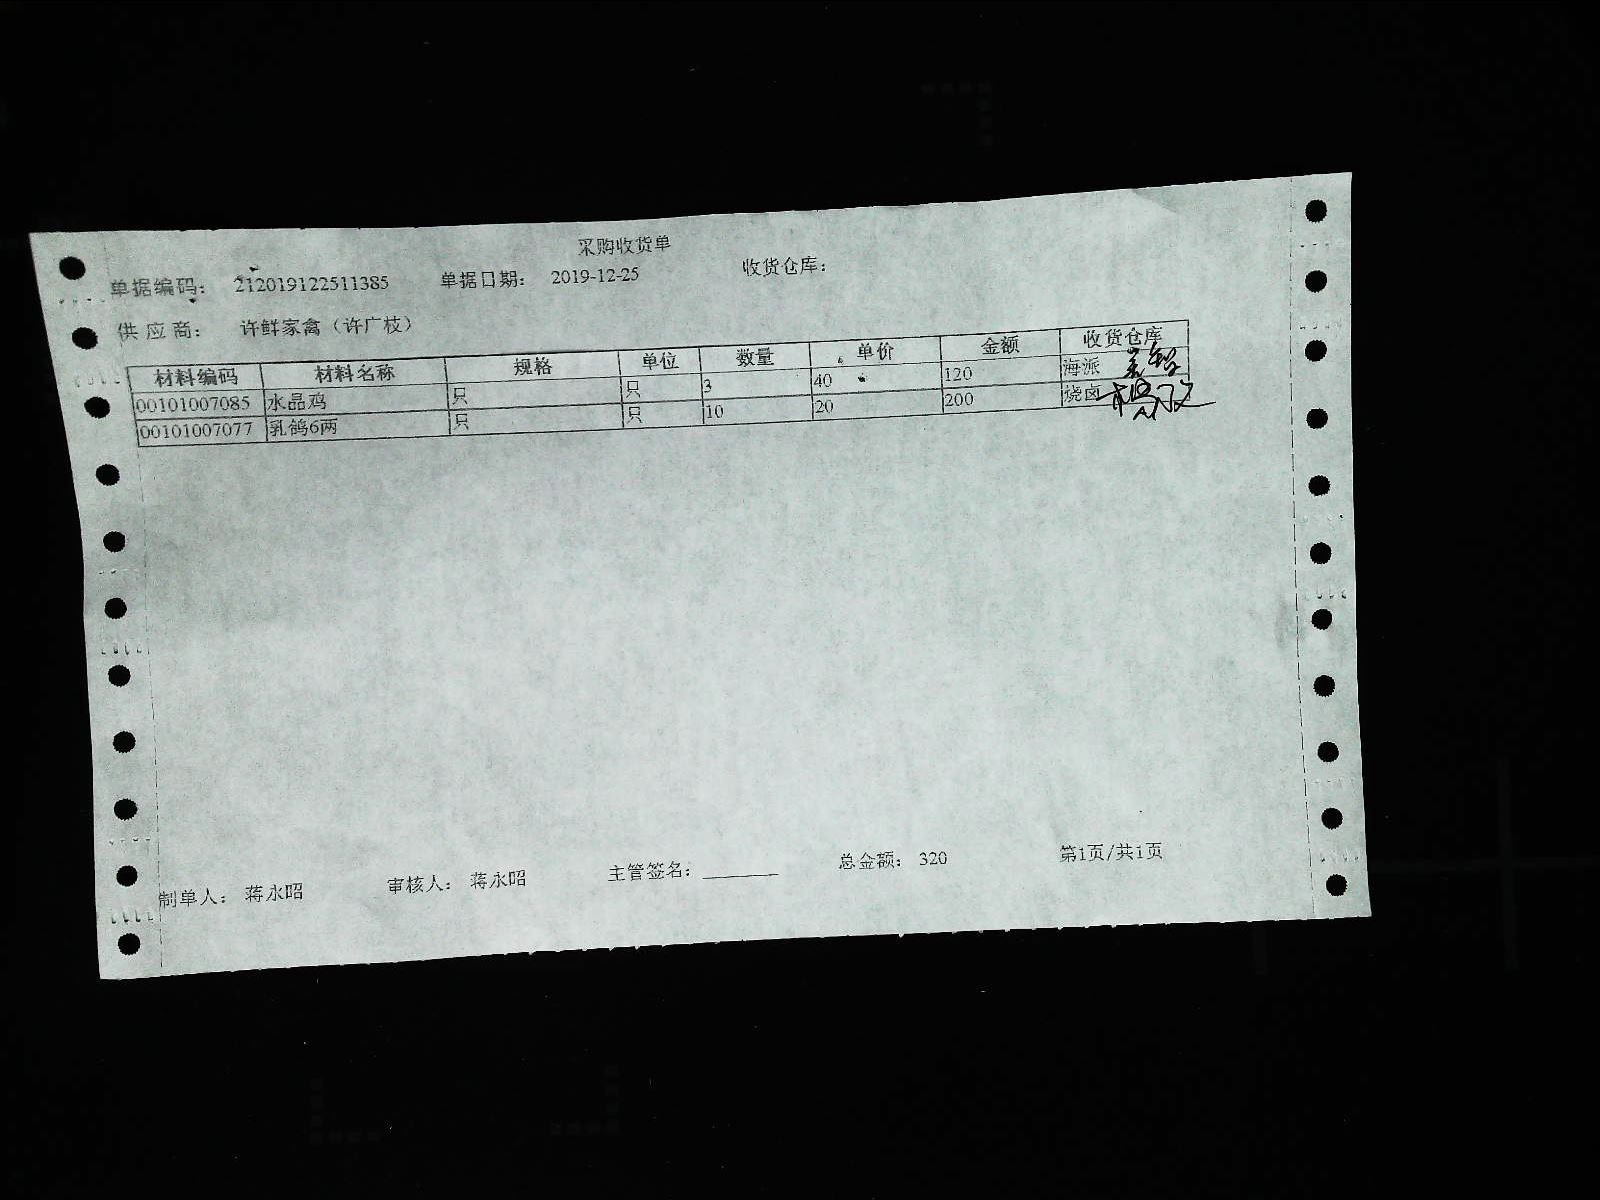 采购收货单
单据编码： 212019122511385 单据日期： 2019-12-25 收货仓库：
供应商： 许鲜家禽（许广枝）
材料编码 材料名称 规格 单位 数量 单价 金额 收货仓库
00101007085 水晶鸡 只 只 3 40 120 海派
00101007077 乳鸽6两 只 只 10 20 200 烧卤
制单人： 蒋永昭 审核人： 蒋永昭 主管签名：________ 总金额： 320 第1页/共1页